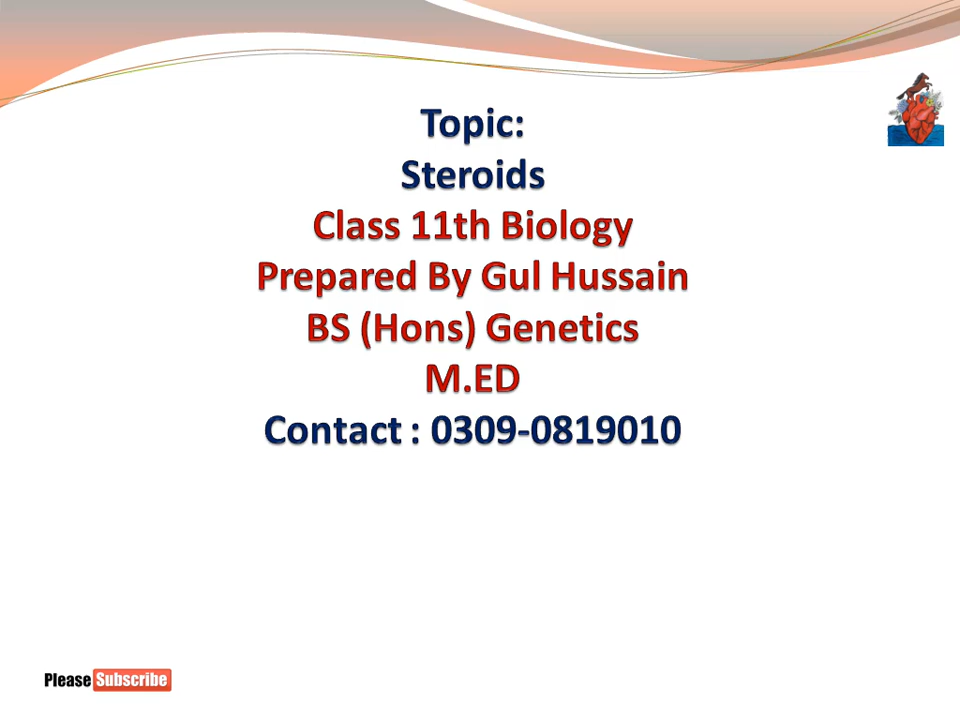 Topic:
Steroids
Class 11th Biology
Prepared By Gul Hussain
BS (Hons) Genetics
M.ED
Contact : 0309-0819010
Please Subscribe